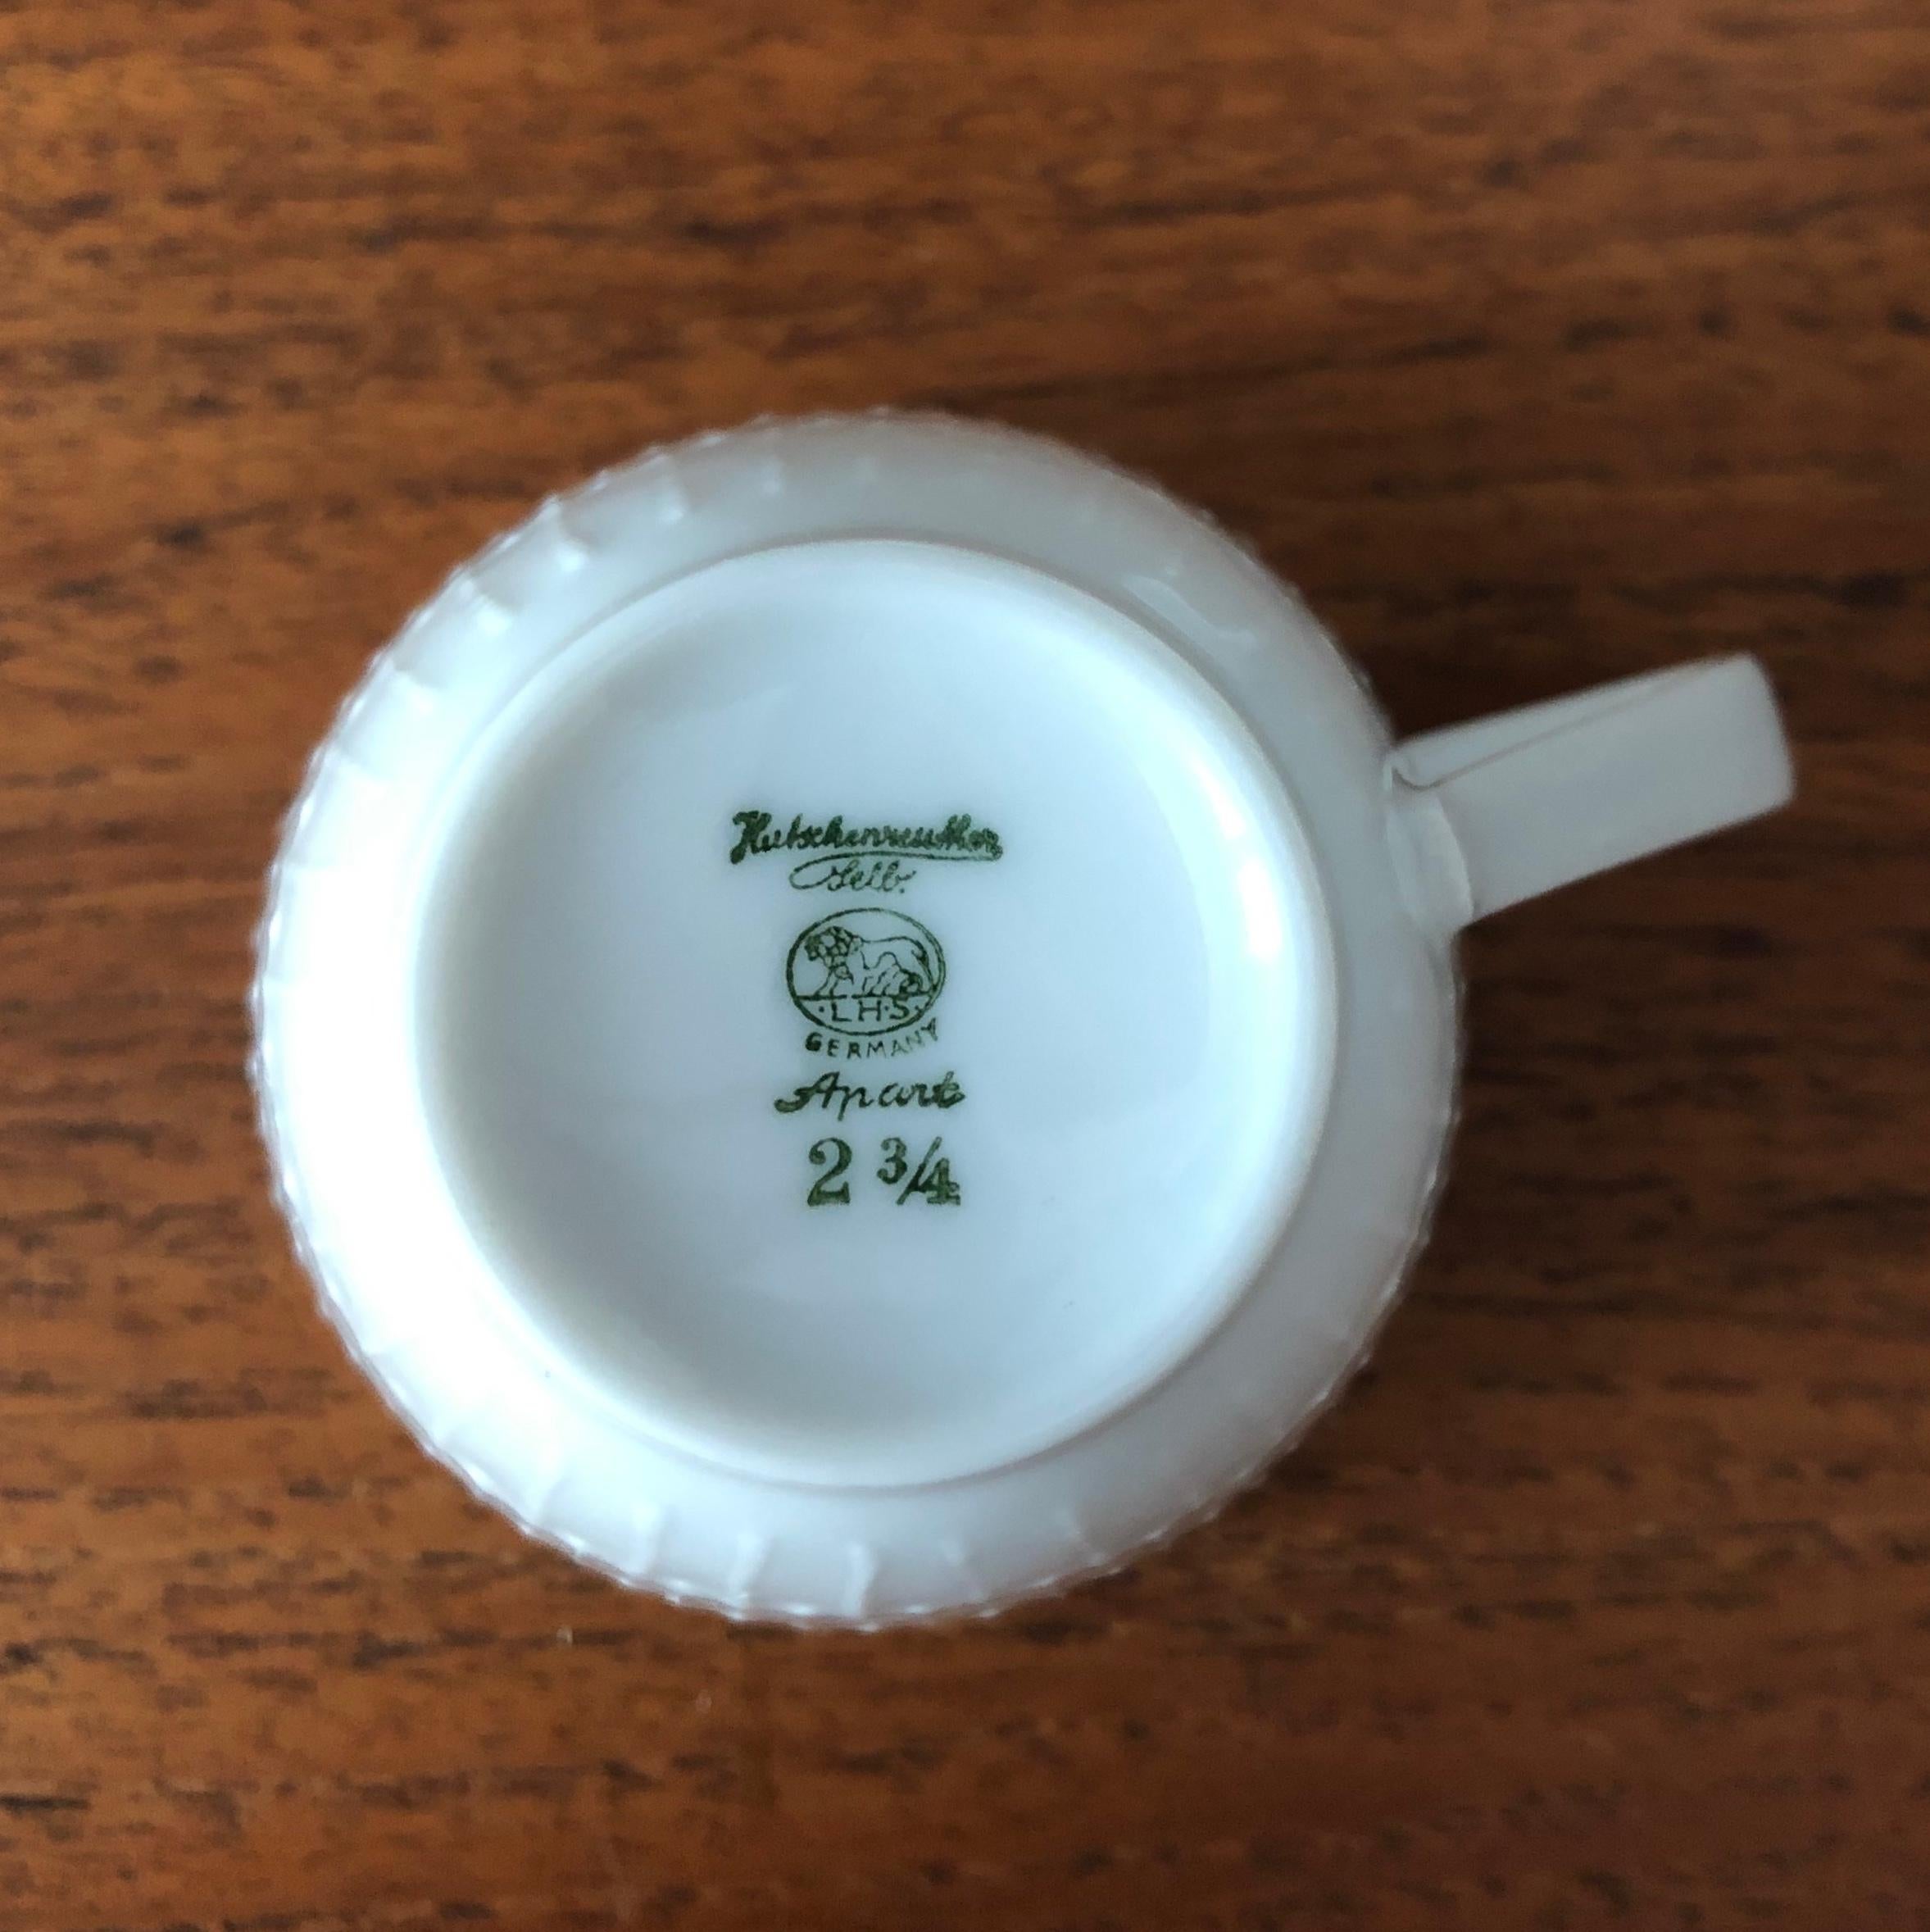 Hutschenreuther
Selb.
·L·H·S·
GERMANY
Apart
2 3/4